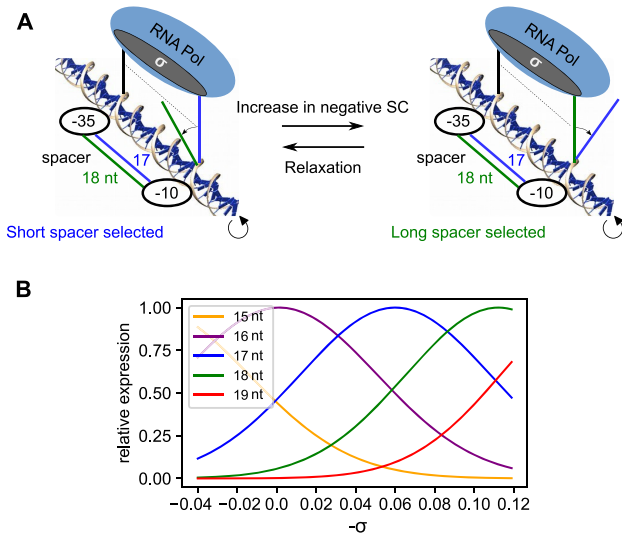 A
RNA Pol
σ
-35
spacer
17
18 nt
-10
Short spacer selected
Increase in negative SC
Relaxation
RNA Pol
σ
-35
spacer
17
18 nt
-10
Long spacer selected
B
relative expression
1.00
0.75
0.50
0.25
0.00
15 nt
16 nt
17 nt
18 nt
19 nt
−0.04 -0.02 0.0 0.02 0.04 0.06 0.08 0.10 0.12
-σ